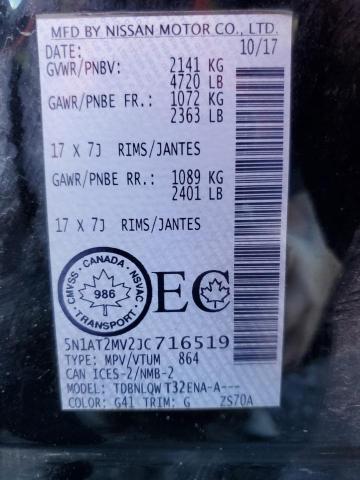 MFD BY NISSAN MOTOR CO., LTD.
DATE: 10/17
GVWR/PNBV: 2141 KG
4720 LB
GAWR/PNBE FR.: 1072 KG
2363 LB
17 X 7J RIMS/JANTES
GAWR/PNBE RR.: 1089 KG
2401 LB
17 X 7J RIMS/JANTES
CMVSS - CANADA - NSVAC
986
TRANSPORT
EC
5N1AT2MV2JC716519
TYPE: MPV/VTUM 864
CAN ICES-2/NMB-2
MODEL: TDBNLQW T32ENA-A---
COLOR: G41 TRIM: G ZS70A